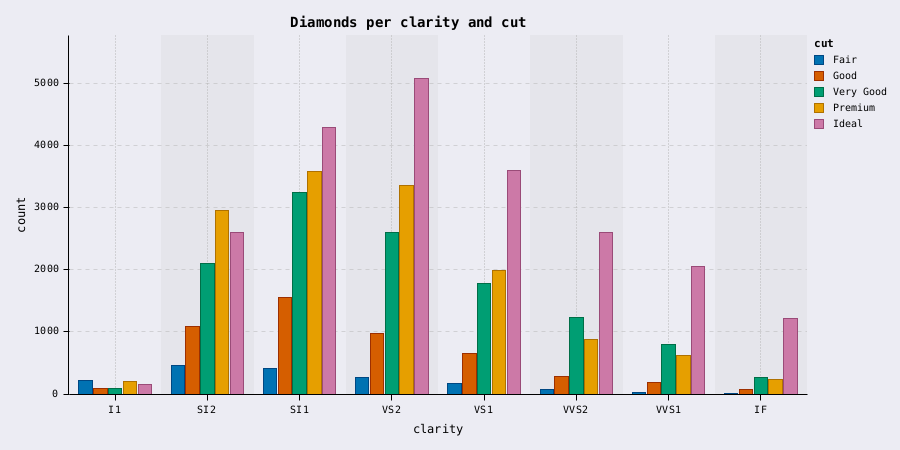 Diamonds per clarity and cut
cut
Fair
Good
Very Good
Premium
Ideal
count
5000
4000
3000
2000
1000
0
I1 SI2 SI1 VS2 VS1 VVS2 VVS1 IF
clarity